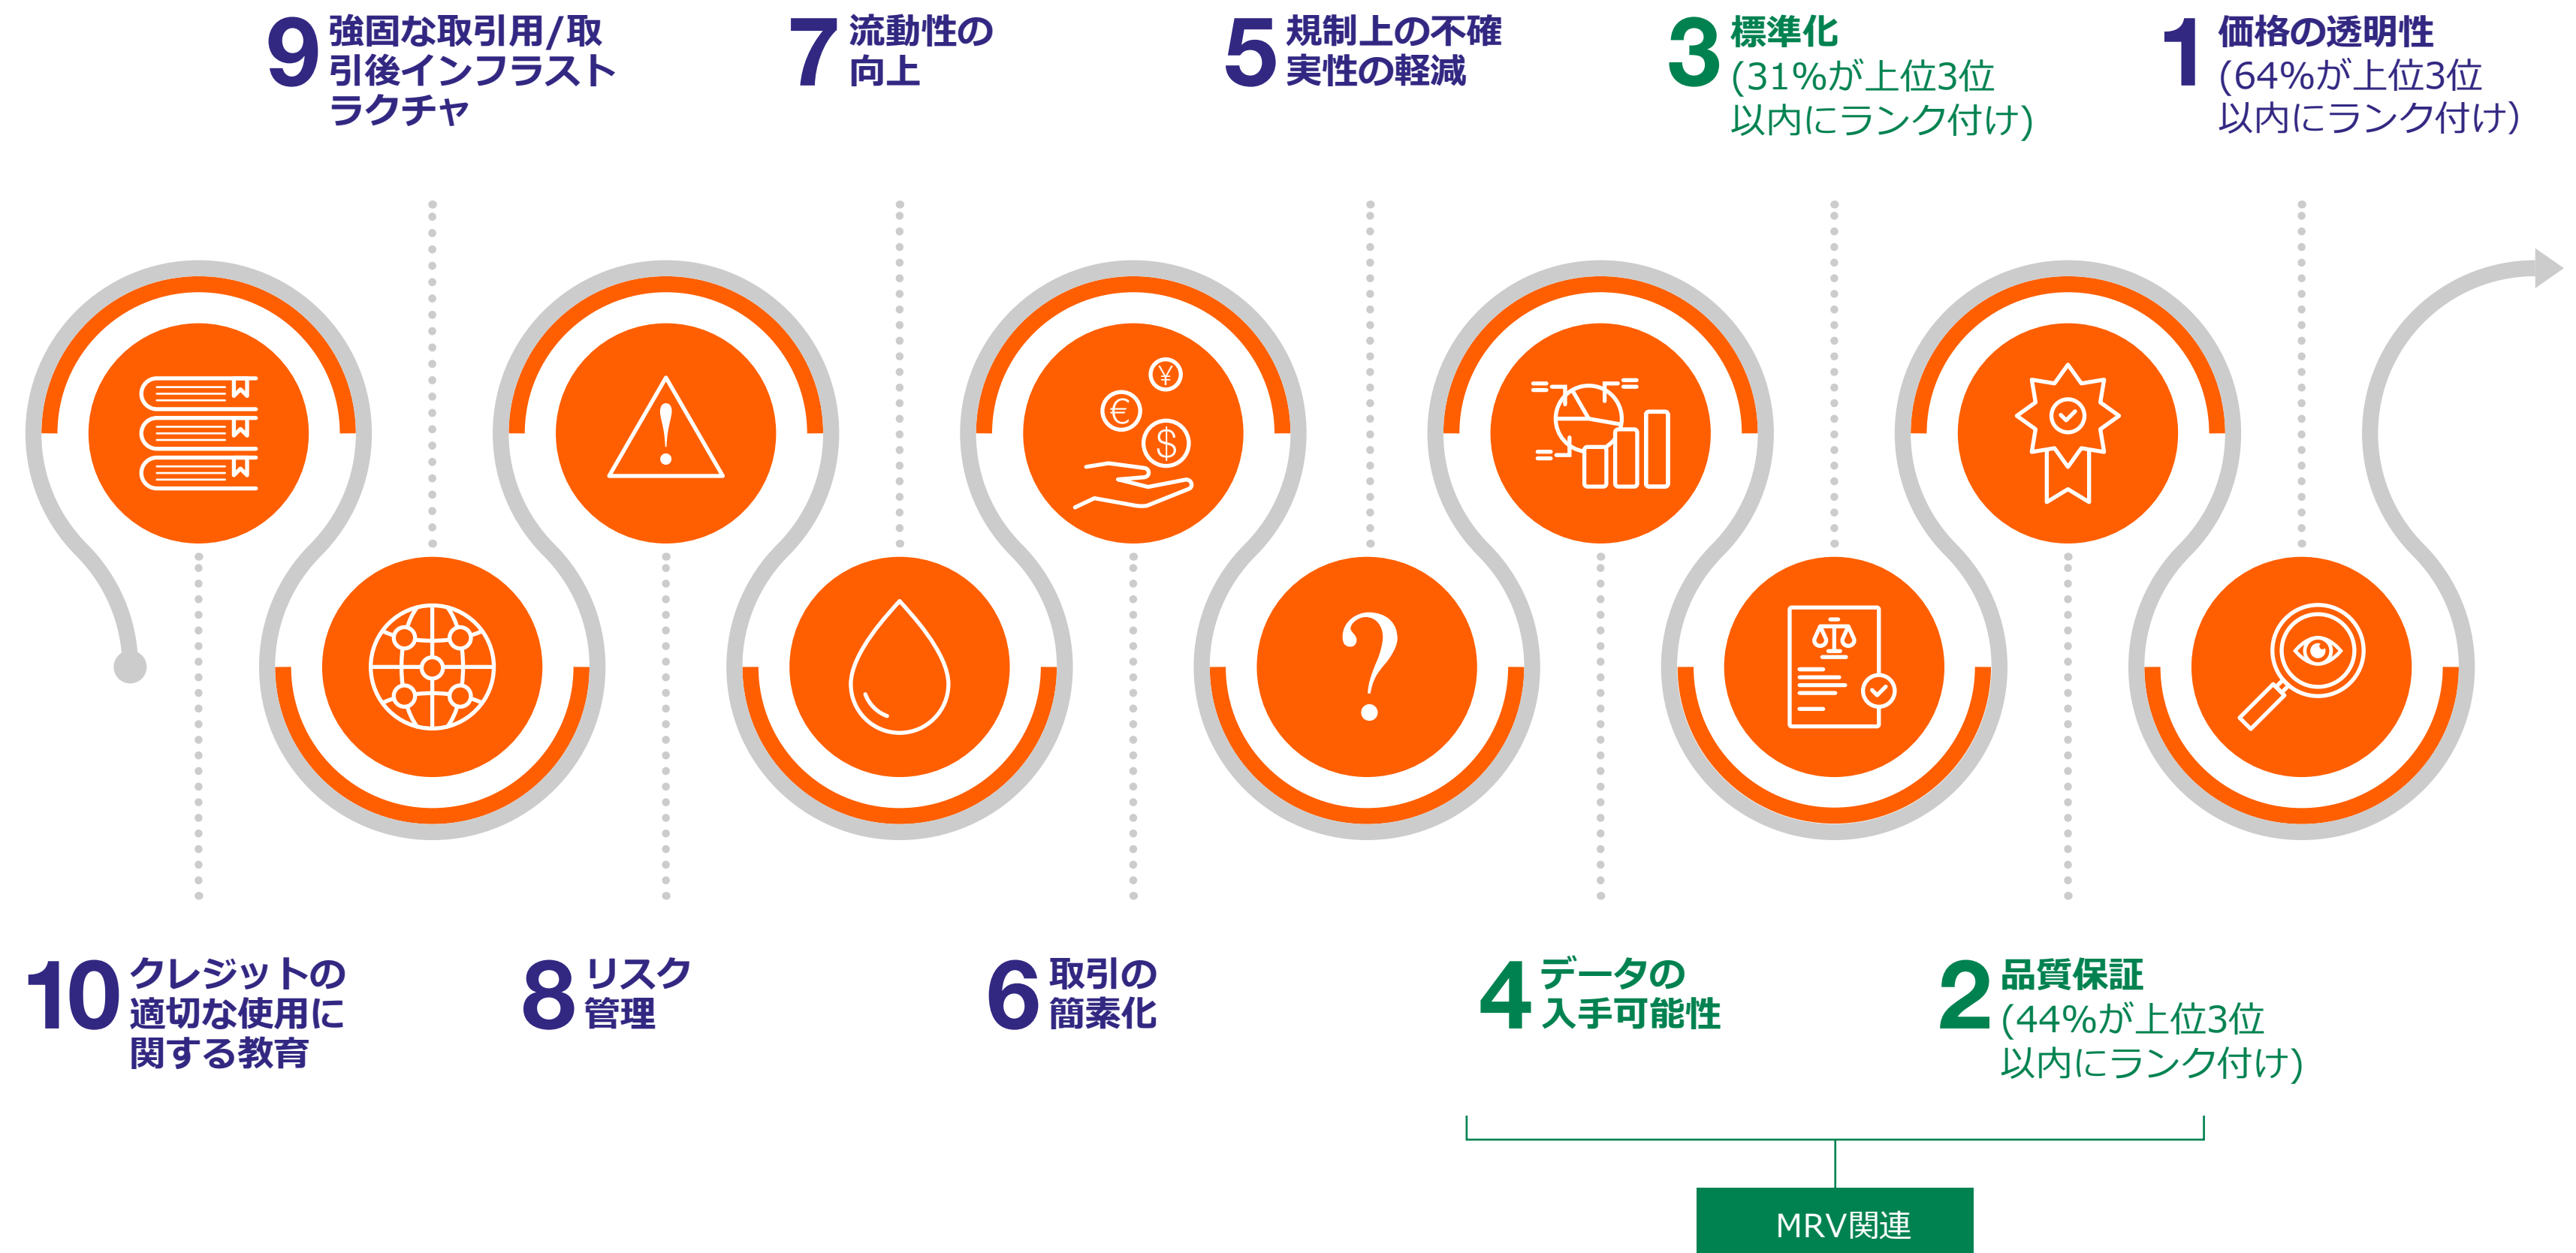 9 強固な取引用/取
引後インフラスト
ラクチャ
7 流動性の
向上
5 規制上の不確
実性の軽減
3 標準化
(31%が上位3位
以内にランク付け)
1 価格の透明性
(64%が上位3位
以内にランク付け)
¥
€
$
!
?
10 クレジットの
適切な使用に
関する教育
8 リスク
管理
6 取引の
簡素化
4 データの
入手可能性
2 品質保証
(44%が上位3位
以内にランク付け)
MRV関連